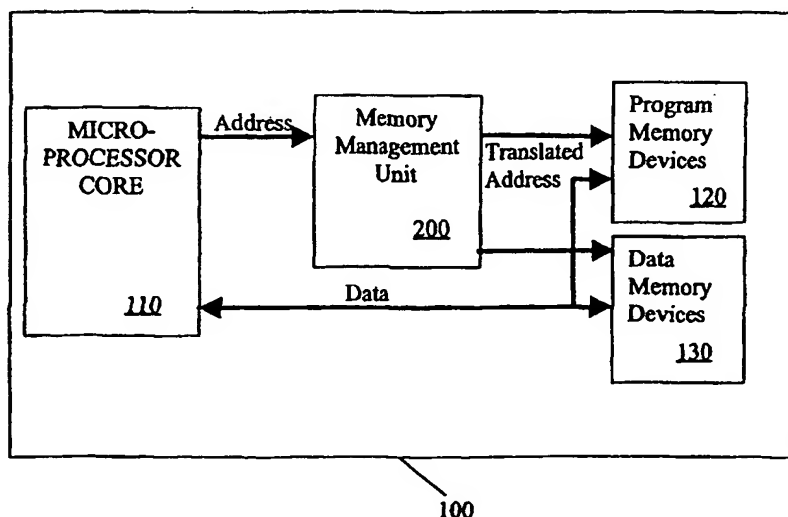 MICRO-
PROCESSOR
CORE
110
Address
Memory
Management
Unit
200
Translated
Address
Program
Memory
Devices
120
Data
Data
Memory
Devices
130
100